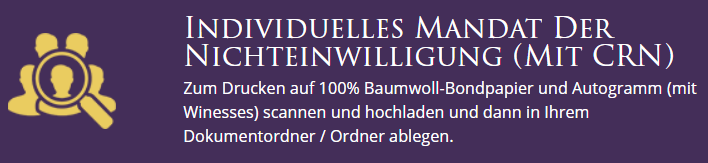 Individuelles Mandat Der
Nichteinwilligung (Mit CRN)
Zum Drucken auf 100% Baumwoll-Bondpapier und Autogramm (mit
Winesses) scannen und hochladen und dann in Ihrem
Dokumentordner / Ordner ablegen.